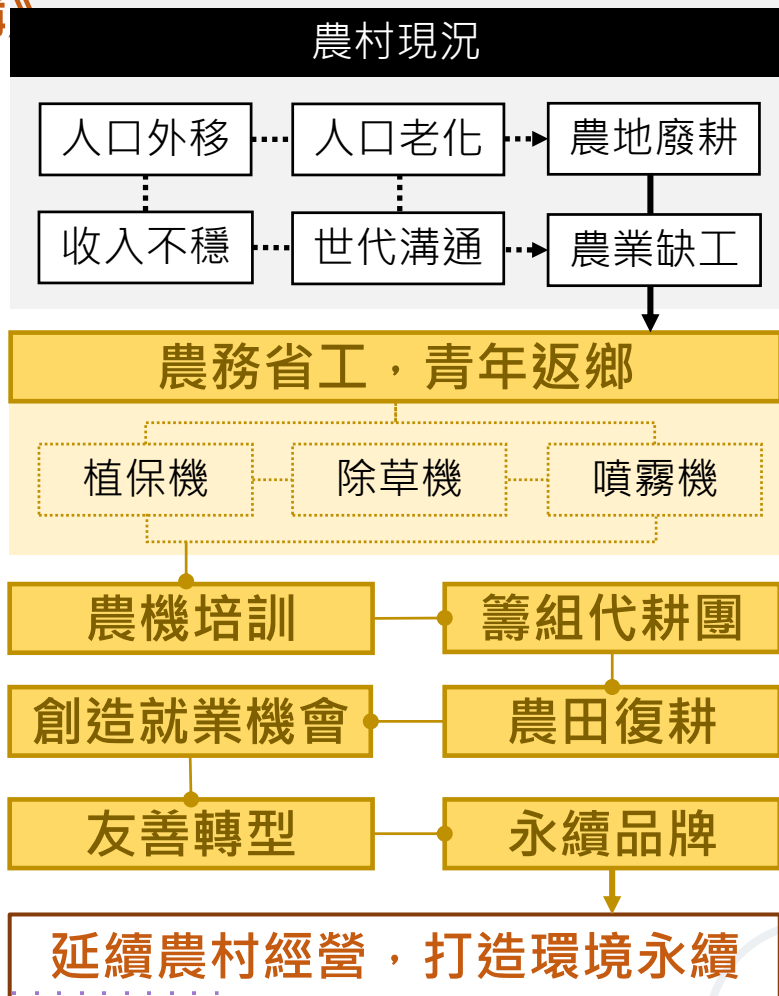 農村現況
人口外移 人口老化 農地廢耕
收入不穩 世代溝通 農業缺工
農務省工，青年返鄉
植保機 除草機 噴霧機
農機培訓 籌組代耕團
創造就業機會 農田復耕
友善轉型 永續品牌
延續農村經營，打造環境永續